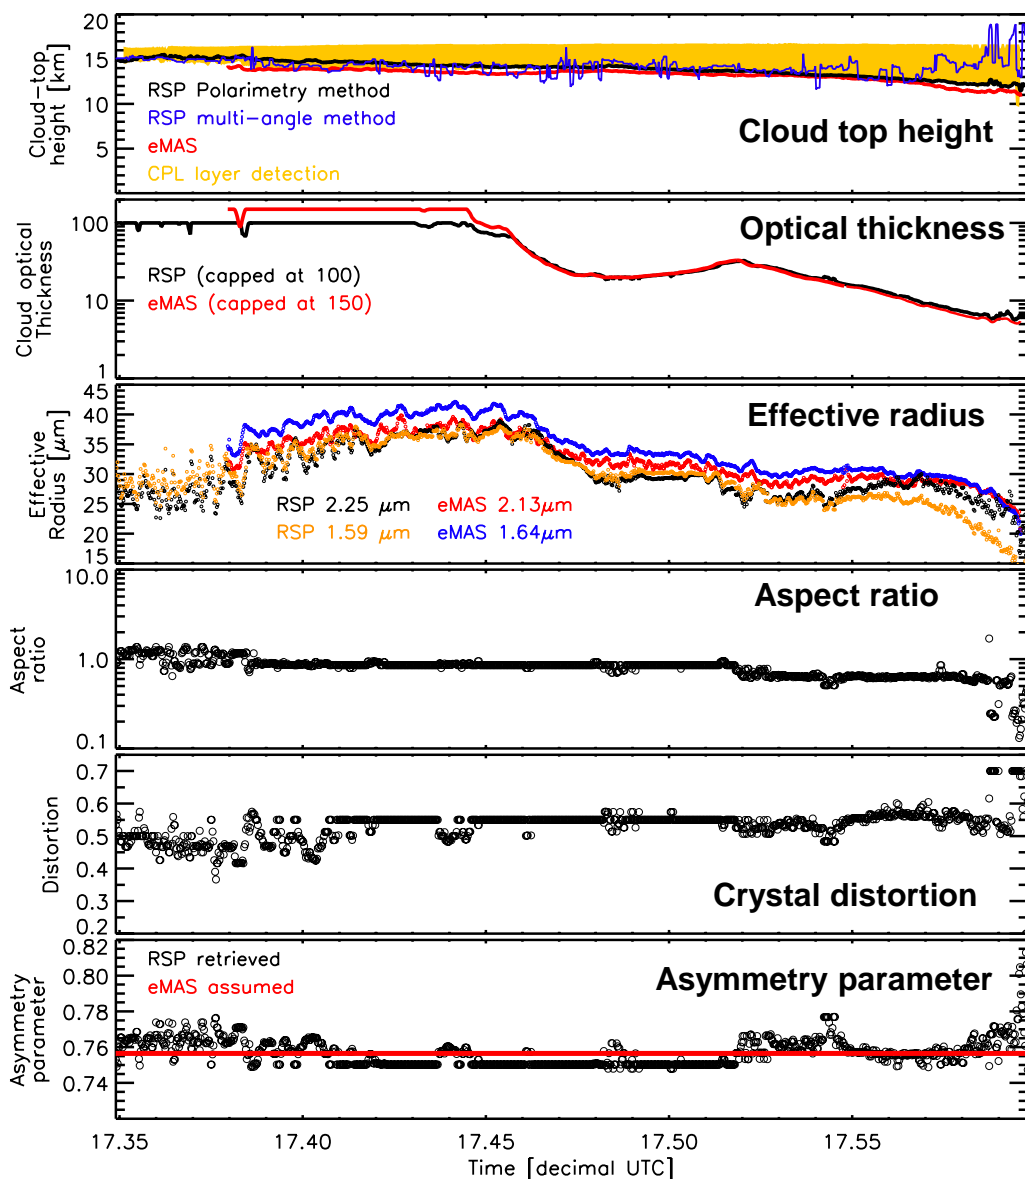 20
15
10
5
Cloud-top
height [km]
RSP Polarimetry method
RSP multi-angle method
eMAS
CPL layer detection
Cloud top height
100
10
1
Cloud optical
Thickness
RSP (capped at 100)
eMAS (capped at 150)
Optical thickness
45
40
35
30
25
20
15
Effective
Radius [μm]
Effective radius
RSP 2.25 μm
eMAS 2.13μm
RSP 1.59 μm
eMAS 1.64μm
10.0
1.0
0.1
Aspect
ratio
Aspect ratio
0.7
0.6
0.5
0.4
0.3
0.2
Distortion
Crystal distortion
0.82
0.80
0.78
0.76
0.74
Asymmetry
parameter
RSP retrieved
eMAS assumed
Asymmetry parameter
17.35
17.40
17.45
17.50
17.55
Time [decimal UTC]